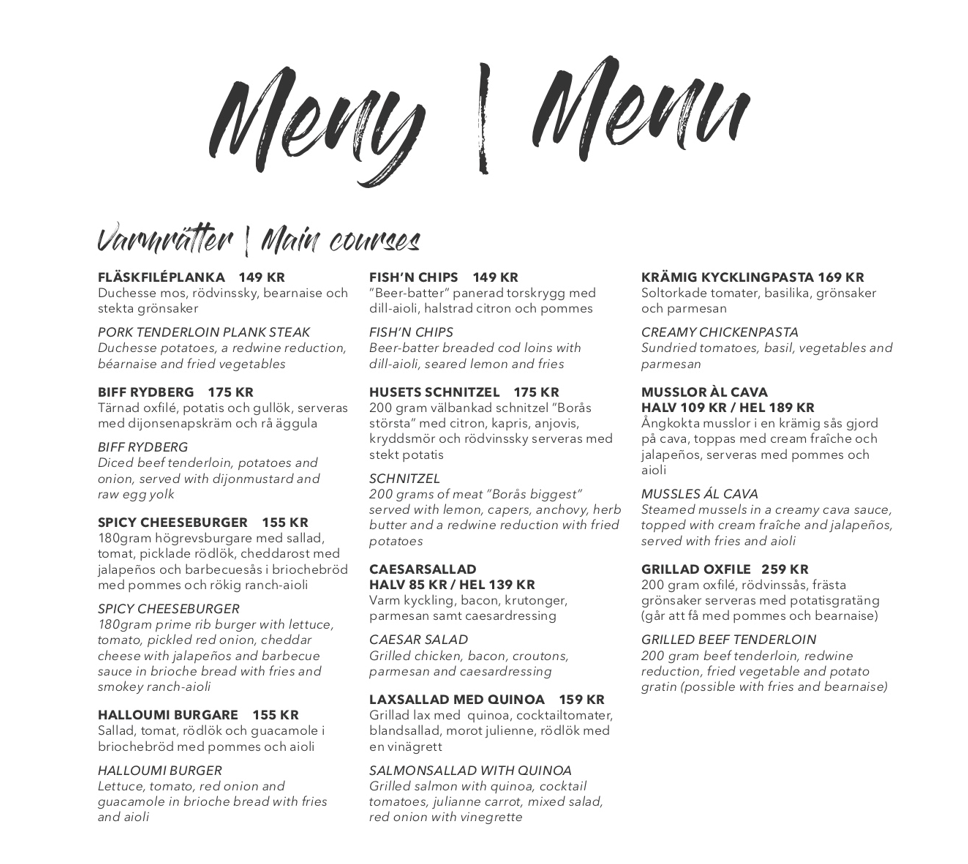 Meny | Menu
Varmrätter | Main courses
FLÄSKFILÉPLANKA 149 KR
Duchesse mos, rödvinssky, bearnaise och
stekta grönsaker
PORK TENDERLOIN PLANK STEAK
Duchesse potatoes, a redwine reduction,
béarnaise and fried vegetables
BIFF RYDBERG 175 KR
Tärnad oxfilé, potatis och gullök, serveras
med dijonsenapskräm och rå äggula
BIFF RYDBERG
Diced beef tenderloin, potatoes and
onion, served with dijonmustard and
raw egg yolk
SPICY CHEESEBURGER 155 KR
180gram högrevsburgare med sallad,
tomat, picklade rödlök, cheddarost med
jalapeños och barbecuesås i briochebröd
med pommes och rökig ranch-aioli
SPICY CHEESEBURGER
180gram prime rib burger with lettuce,
tomato, pickled red onion, cheddar
cheese with jalapeños and barbecue
sauce in brioche bread with fries and
smokey ranch-aioli
HALLOUMI BURGARE 155 KR
Sallad, tomat, rödlök och guacamole i
briochebröd med pommes och aioli
HALLOUMI BURGER
Lettuce, tomato, red onion and
guacamole in brioche bread with fries
and aioli
FISH’N CHIPS 149 KR
”Beer-batter” panerad torskrygg med
dill-aioli, halstrad citron och pommes
FISH’N CHIPS
Beer-batter breaded cod loins with
dill-aioli, seared lemon and fries
HUSETS SCHNITZEL 175 KR
200 gram välbankad schnitzel ”Borås
största” med citron, kapris, anjovis,
kryddsmör och rödvinssky serveras med
stekt potatis
SCHNITZEL
200 grams of meat ”Borås biggest”
served with lemon, capers, anchovy, herb
butter and a redwine reduction with fried
potatoes
CAESARSALLAD
HALV 85 KR / HEL 139 KR
Varm kyckling, bacon, krutonger,
parmesan samt caesardressing
CAESAR SALAD
Grilled chicken, bacon, croutons,
parmesan and caesardressing
LAXSALLAD MED QUINOA 159 KR
Grillad lax med quinoa, cocktailtomater,
blandsallad, morot julienne, rödlök med
en vinägrett
SALMONSALLAD WITH QUINOA
Grilled salmon with quinoa, cocktail
tomatoes, julianne carrot, mixed salad,
red onion with vinegrette
KRÄMIG KYCKLINGPASTA 169 KR
Soltorkade tomater, basilika, grönsaker
och parmesan
CREAMY CHICKENPASTA
Sundried tomatoes, basil, vegetables and
parmesan
MUSSLOR ÀL CAVA
HALV 109 KR / HEL 189 KR
Ångkokta musslor i en krämig sås gjord
på cava, toppas med cream fraîche och
jalapeños, serveras med pommes och
aioli
MUSSLES ÁL CAVA
Steamed mussels in a creamy cava sauce,
topped with cream fraîche and jalapeños,
served with fries and aioli
GRILLAD OXFILE 259 KR
200 gram oxfilé, rödvinssås, frästa
grönsaker serveras med potatisgratäng
(går att få med pommes och bearnaise)
GRILLED BEEF TENDERLOIN
200 gram beef tenderloin, redwine
reduction, fried vegetable and potato
gratin (possible with fries and bearnaise)